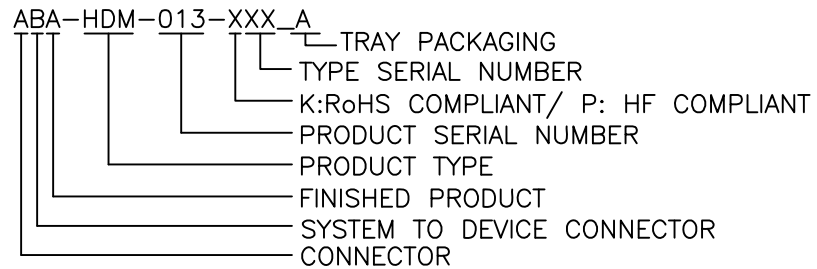 ABA-HDM-013-XXX_A
TRAY PACKAGING
TYPE SERIAL NUMBER
K:RoHS COMPLIANT/ P: HF COMPLIANT
PRODUCT SERIAL NUMBER
PRODUCT TYPE
FINISHED PRODUCT
SYSTEM TO DEVICE CONNECTOR
CONNECTOR